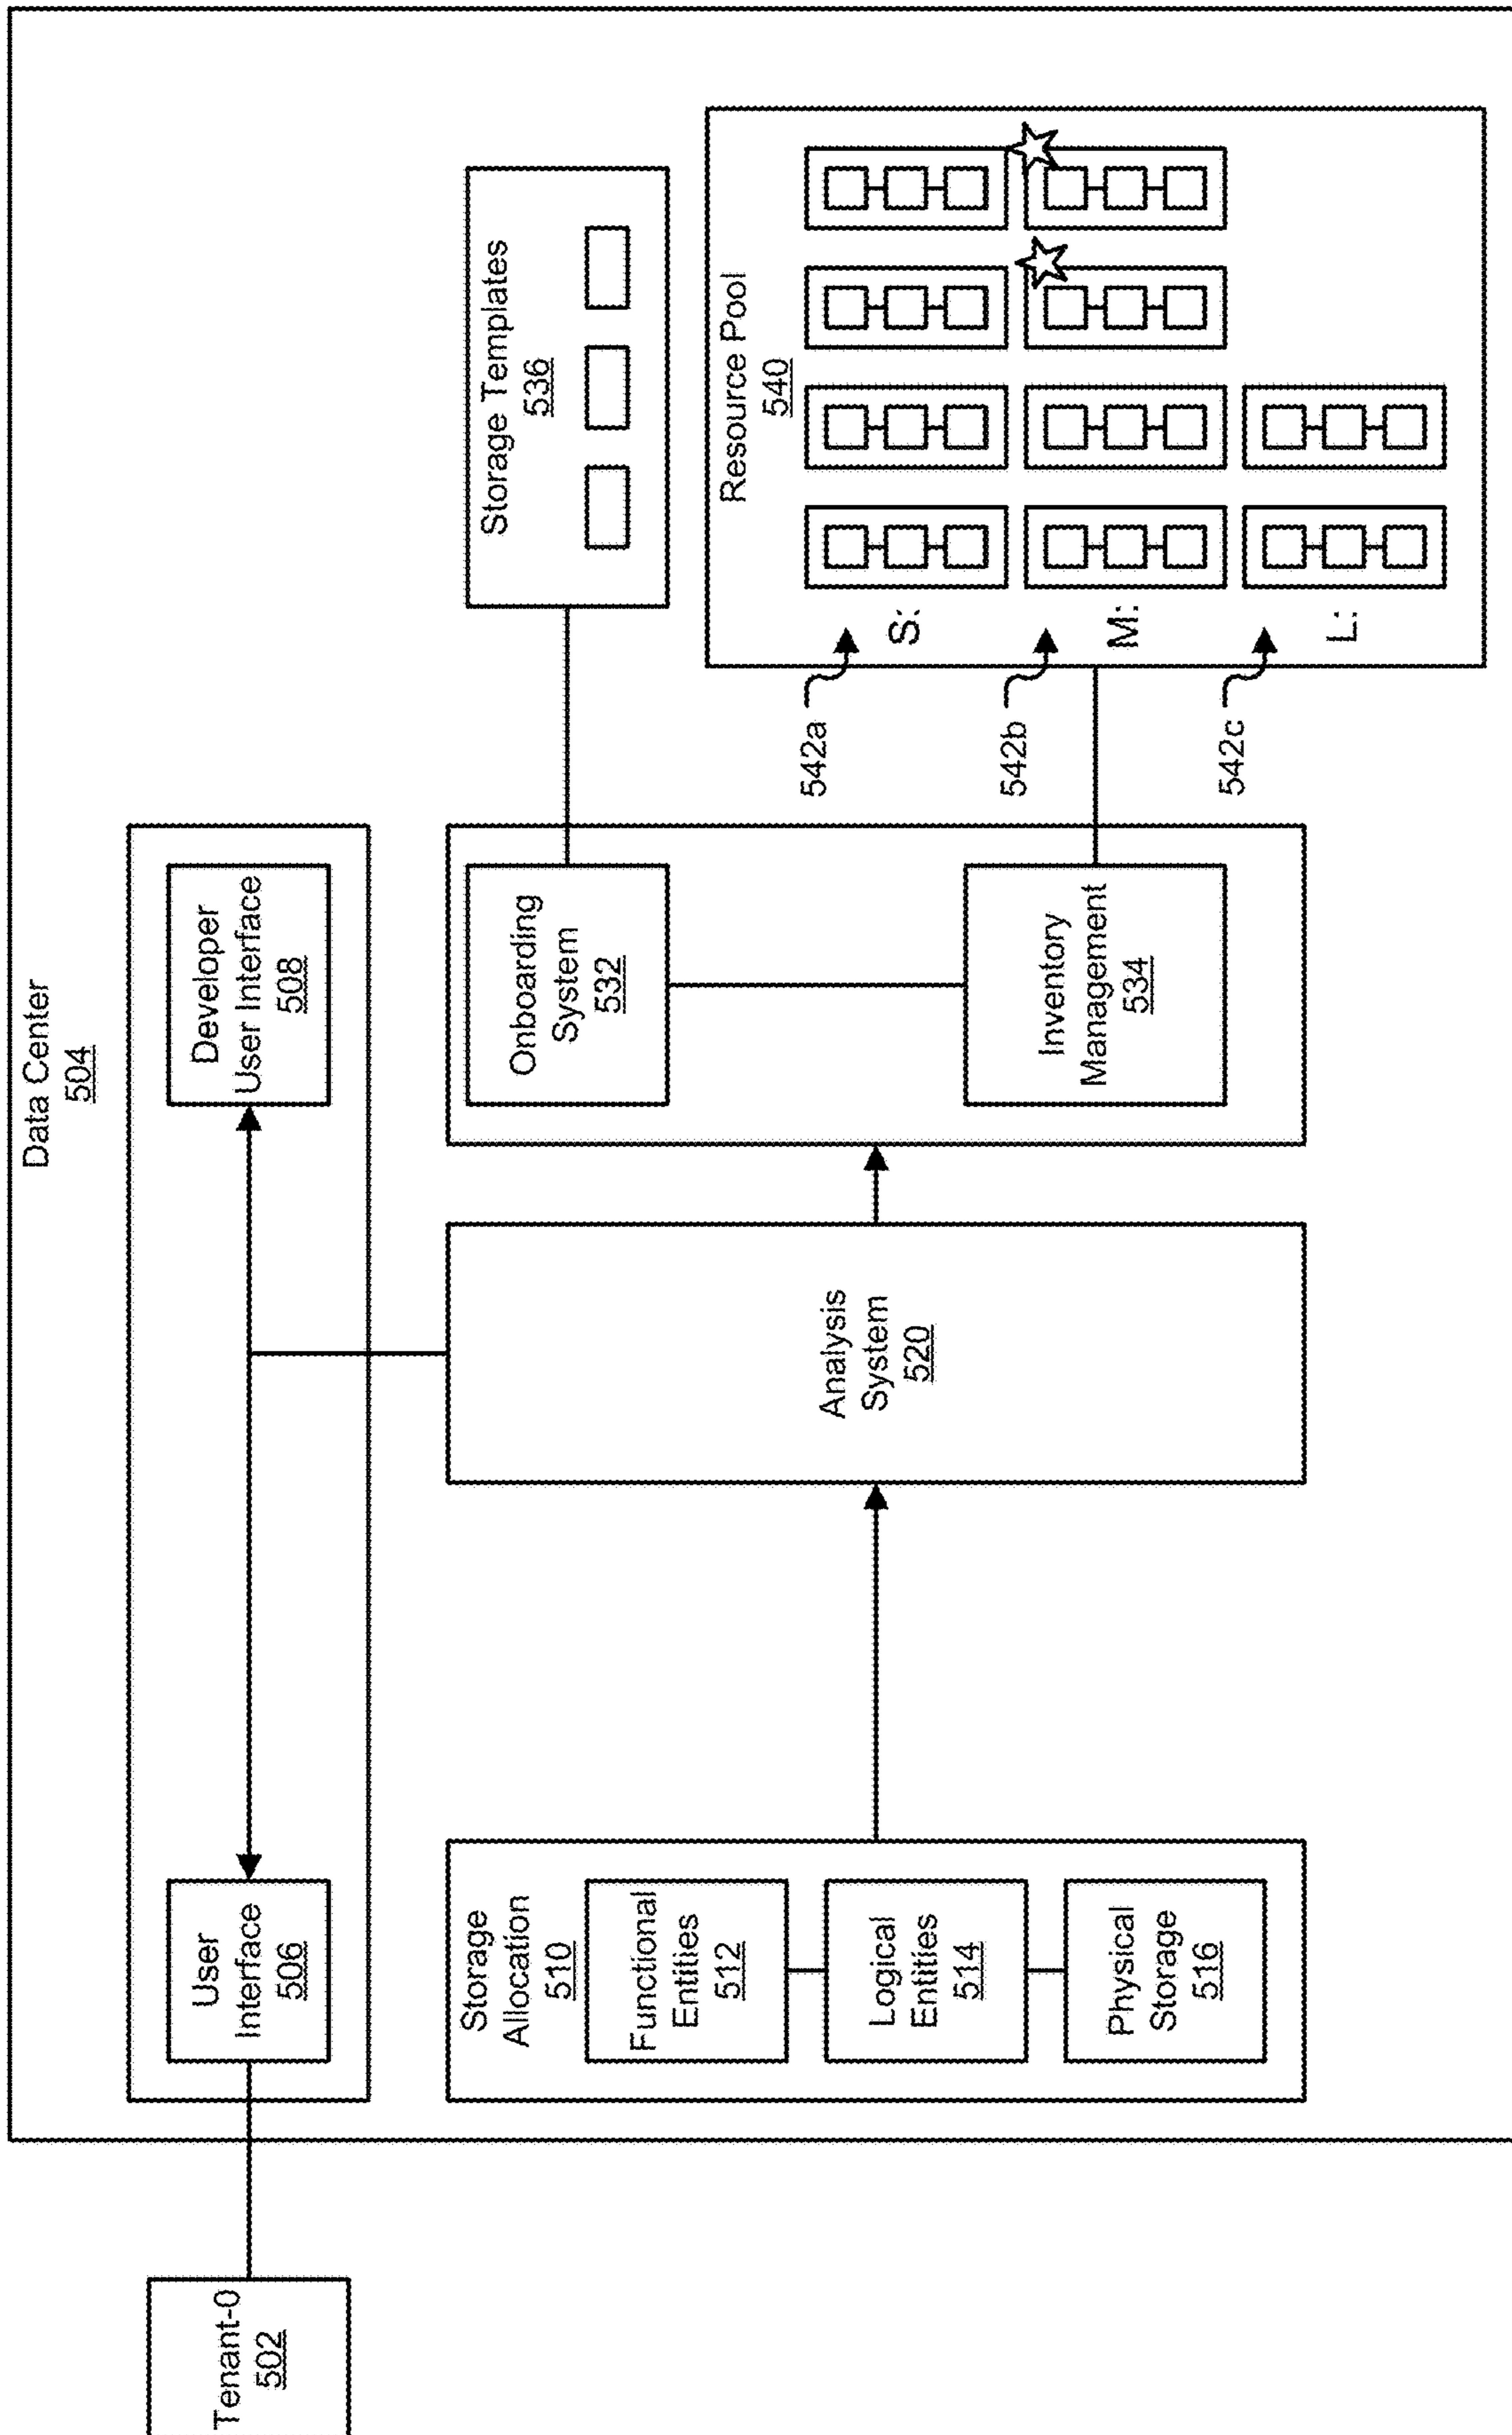 Data Center
504
Tenant-0
502
User
Interface
506
Developer
User Interface
508
Storage
Allocation
510
Functional
Entities
512
Logical
Entities
514
Physical
Storage
516
Analysis
System
520
Onboarding
System
532
Inventory
Management
534
Storage Templates
536
Resource Pool
540
542a
S:
542b
M:
542c
L: